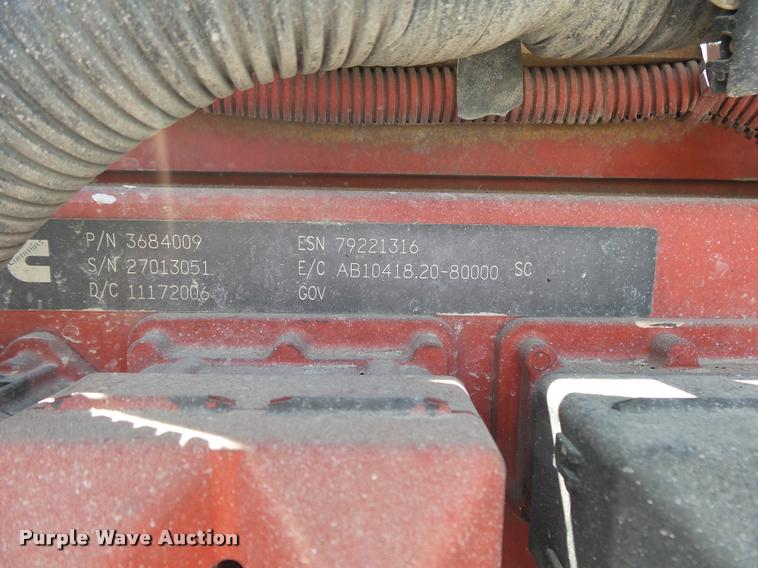 P/N 3684009
S/N 27013051
D/C 11172006
ESN 79221316
E/C AB10418.20-80000 SC
GOV
Purple Wave Auction